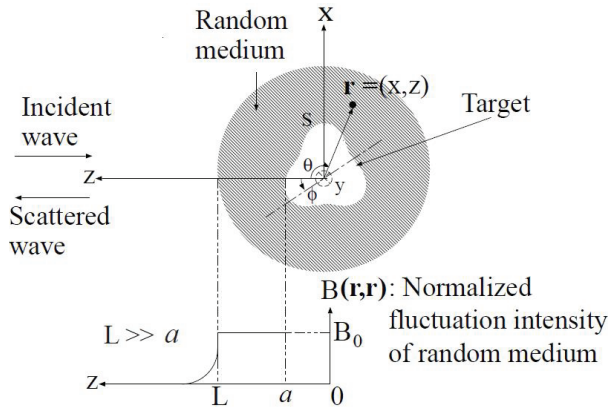 x
Random
medium
r =(x,z)
Incident
wave
S
Target
θ
z
y
ϕ
Scattered
wave
B(r,r): Normalized
fluctuation intensity
of random medium
L >> a
B₀
z
L
a
0